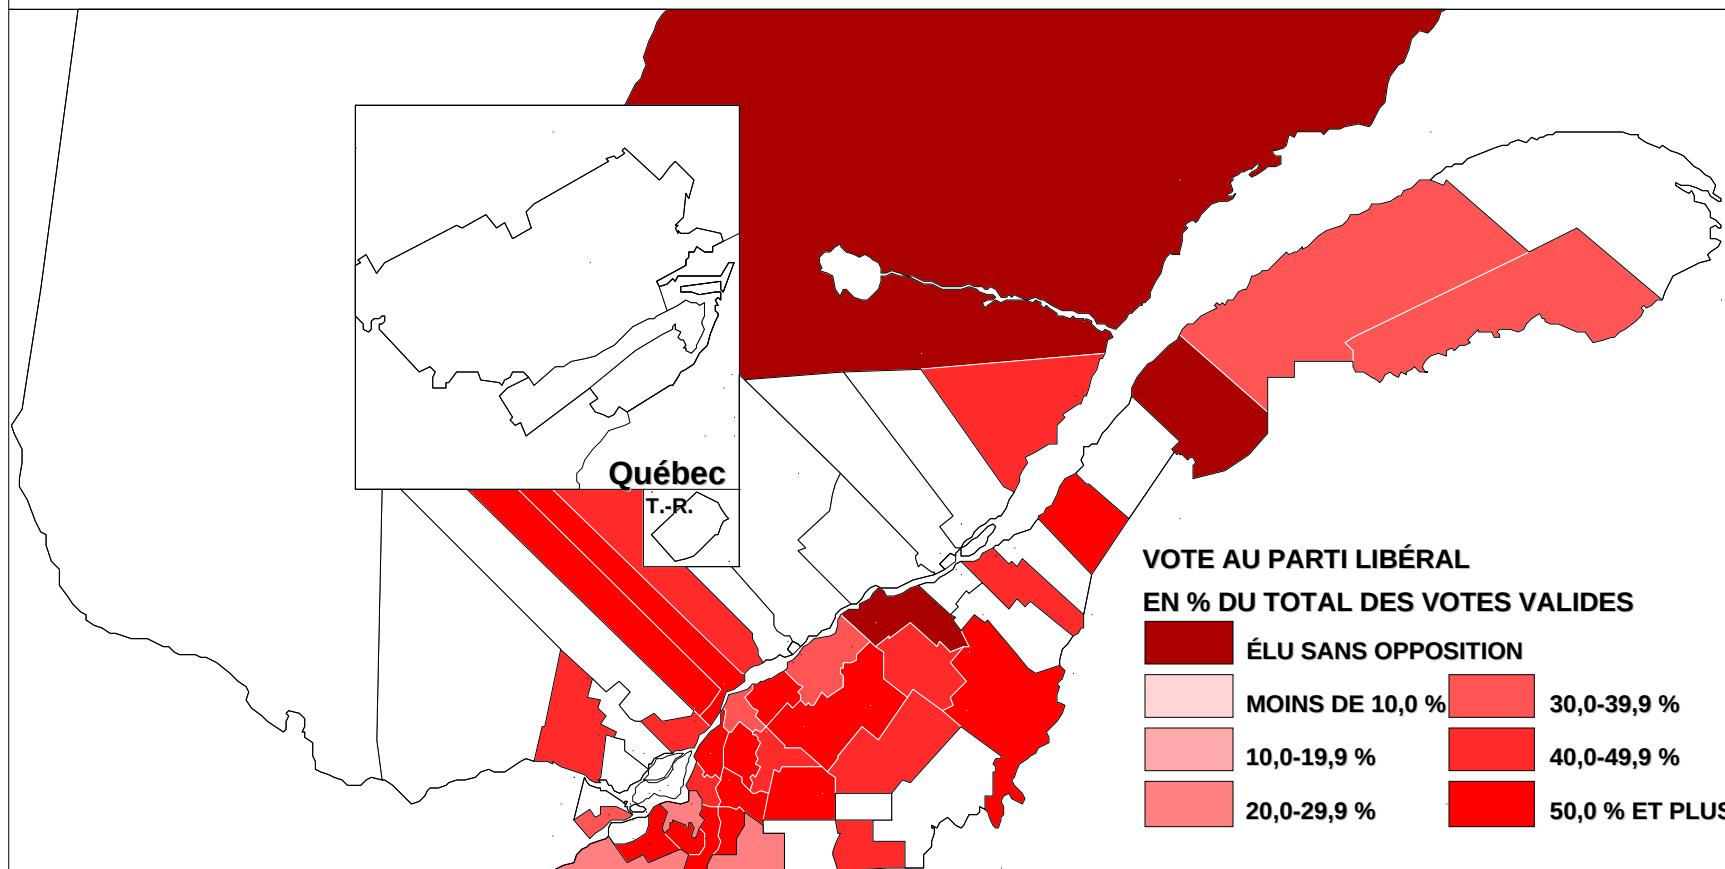 Québec
T.-R.
VOTE AU PARTI LIBÉRAL
EN % DU TOTAL DES VOTES VALIDES
ÉLU SANS OPPOSITION
MOINS DE 10,0 %
30,0-39,9 %
10,0-19,9 %
40,0-49,9 %
20,0-29,9 %
50,0 % ET PLUS